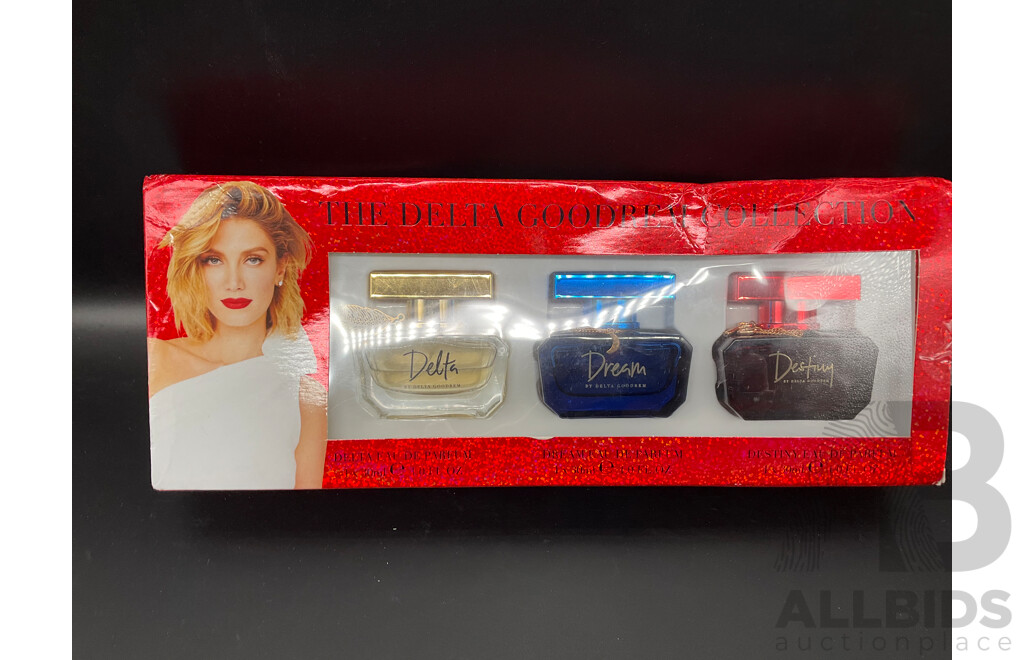 THE DELTA GOODREM COLLECTION
Delta
BY DELTA GOODREM
Dream
BY DELTA GOODREM
Destiny
BY DELTA GOODREM
DELTA EAU DE PARFUM
DREAM EAU DE PARFUM
DESTINY EAU DE PARFUM
AB
ALLBIDS
auctionplace